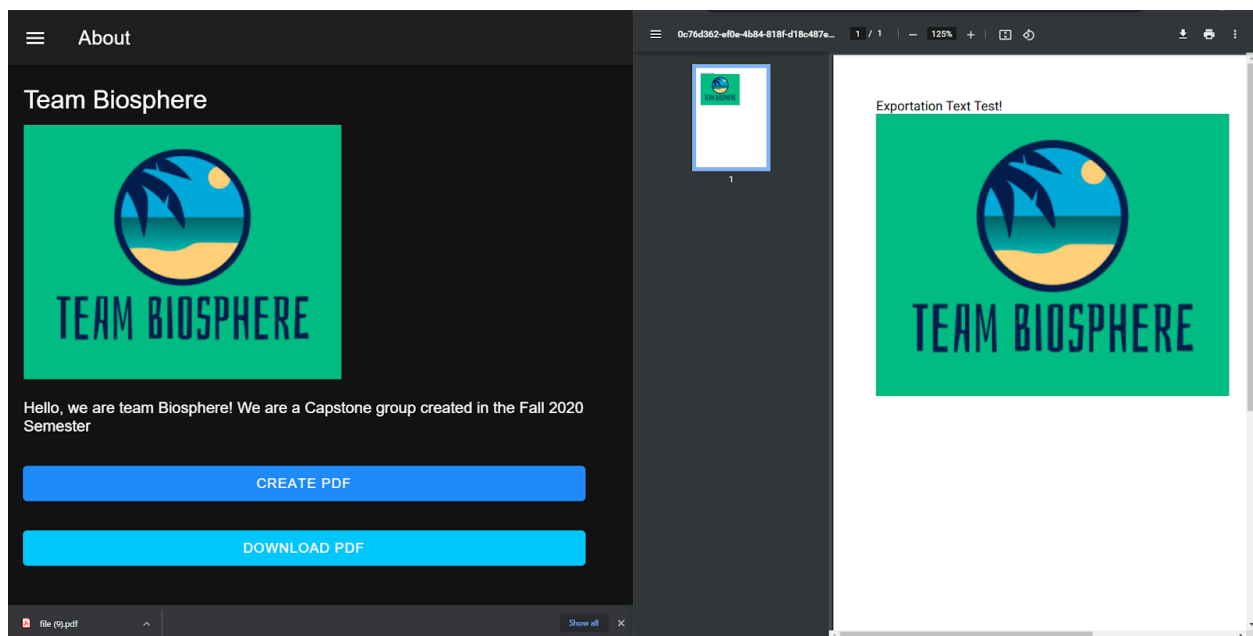 About
Team Biosphere
TEAM BIOSPHERE
Hello, we are team Biosphere! We are a Capstone group created in the Fall 2020
Semester
CREATE PDF
DOWNLOAD PDF
file (9).pdf
Show all
0c76d362-ef0e-4b84-818f-d18c487e...
1 / 1
125%
TEAM BIOSPHERE
1
Exportation Text Test!
TEAM BIOSPHERE